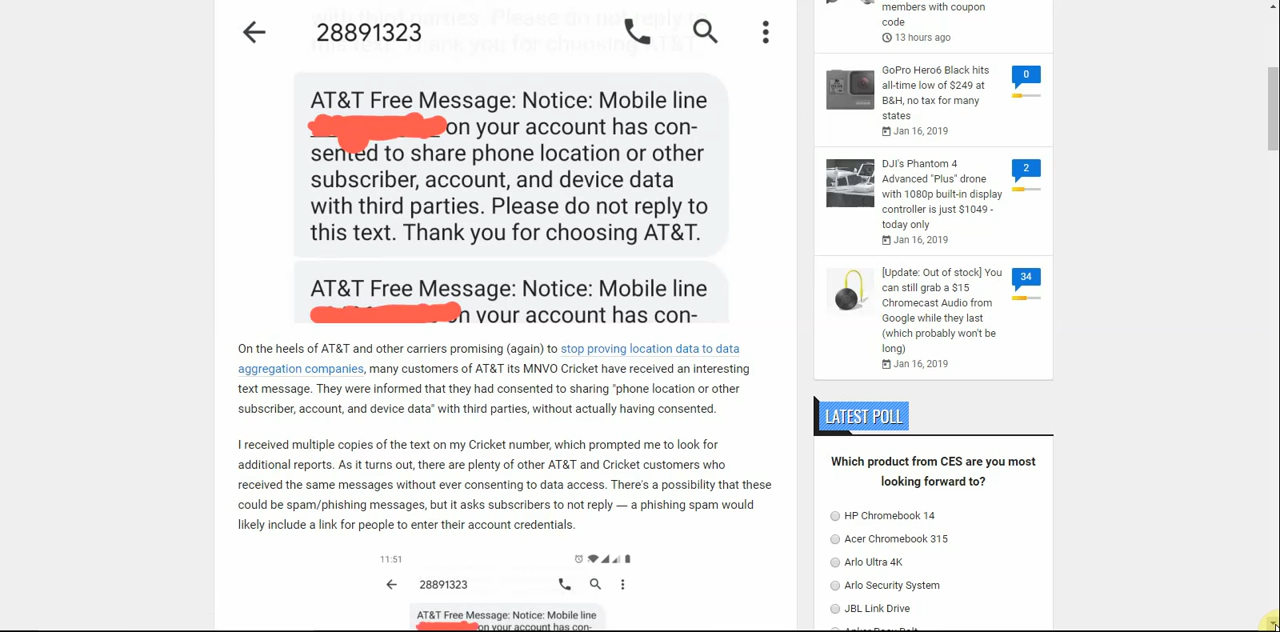 with third parties. Please do not reply to
this text. Thank you for choosing AT&T.
28891323
AT&T Free Message: Notice: Mobile line
on your account has con-
sented to share phone location or other
subscriber, account, and device data
with third parties. Please do not reply to
this text. Thank you for choosing AT&T.
AT&T Free Message: Notice: Mobile line
on your account has con-
On the heels of AT&T and other carriers promising (again) to stop proving location data to data
aggregation companies, many customers of AT&T its MNVO Cricket have received an interesting
text message. They were informed that they had consented to sharing "phone location or other
subscriber, account, and device data" with third parties, without actually having consented.
I received multiple copies of the text on my Cricket number, which prompted me to look for
additional reports. As it turns out, there are plenty of other AT&T and Cricket customers who
received the same messages without ever consenting to data access. There's a possibility that these
could be spam/phishing messages, but it asks subscribers to not reply — a phishing spam would
likely include a link for people to enter their account credentials.
11:51
28891323
AT&T Free Message: Notice: Mobile line
on your account has con-
members with coupon
code
13 hours ago
GoPro Hero6 Black hits
all-time low of $249 at
B&H, no tax for many
states
Jan 16, 2019
0
DJI's Phantom 4
Advanced "Plus" drone
with 1080p built-in display
controller is just $1049 -
today only
Jan 16, 2019
2
[Update: Out of stock] You
can still grab a $15
Chromecast Audio from
Google while they last
(which probably won't be
long)
Jan 16, 2019
34
LATEST POLL
Which product from CES are you most
looking forward to?
HP Chromebook 14
Acer Chromebook 315
Arlo Ultra 4K
Arlo Security System
JBL Link Drive